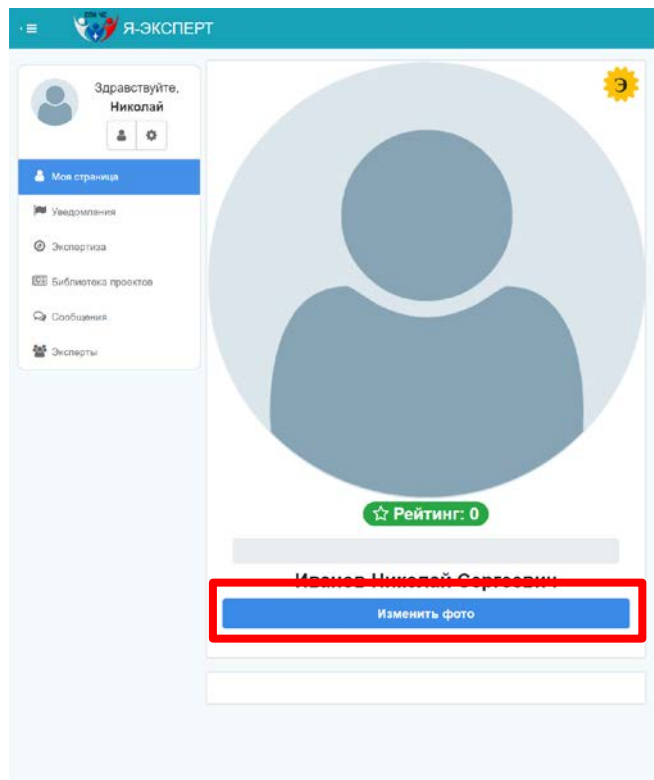 Я-ЭКСПЕРТ
Здравствуйте,
Николай
Моя страница
Уведомления
Экспертиза
Библиотека проектов
Сообщения
Эксперты
Э
Рейтинг: 0
Иванов Николай Сергеевич
Изменить фото